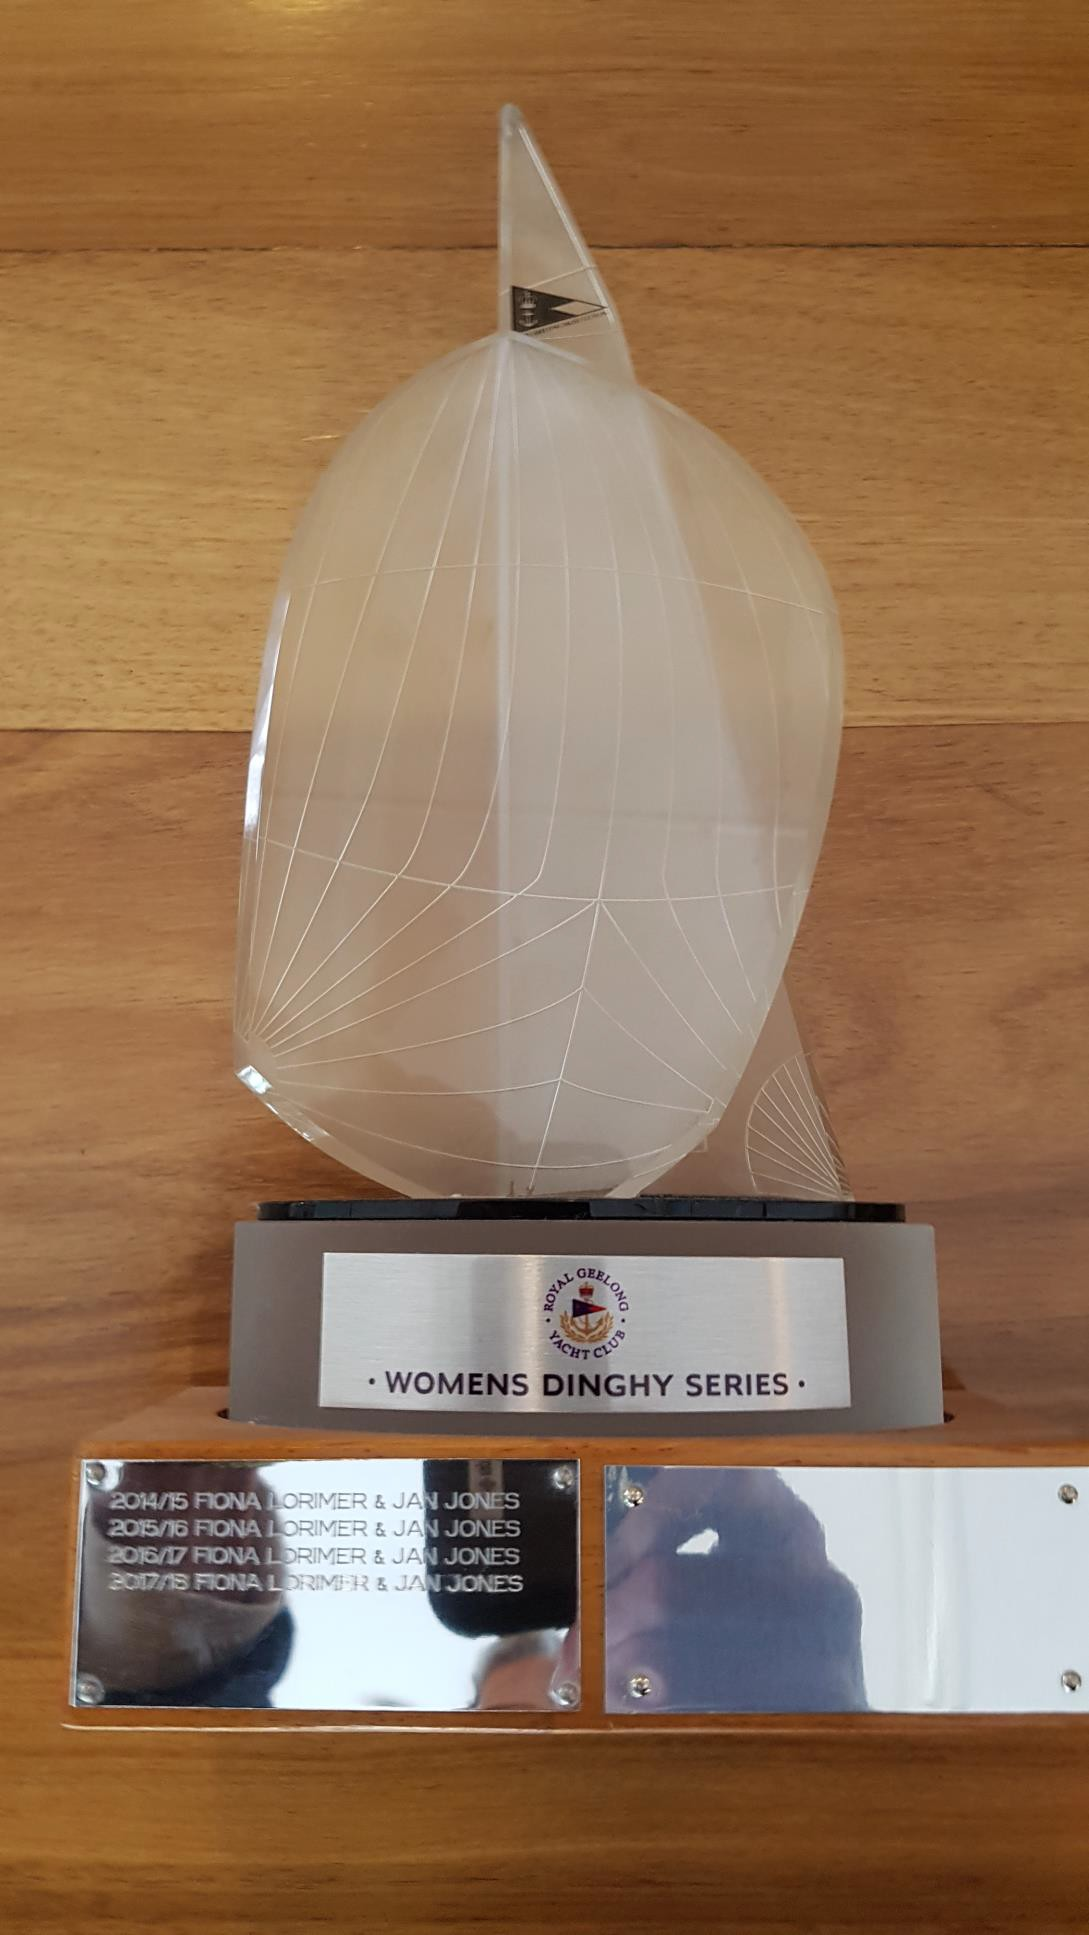 ROYAL GEELONG
YACHT CLUB
• WOMENS DINGHY SERIES •
2014/15 FIONA LORIMER & JAN JONES
2015/16 FIONA LORIMER & JAN JONES
2016/17 FIONA LORIMER & JAN JONES
2017/18 FIONA LORIMER & JAN JONES